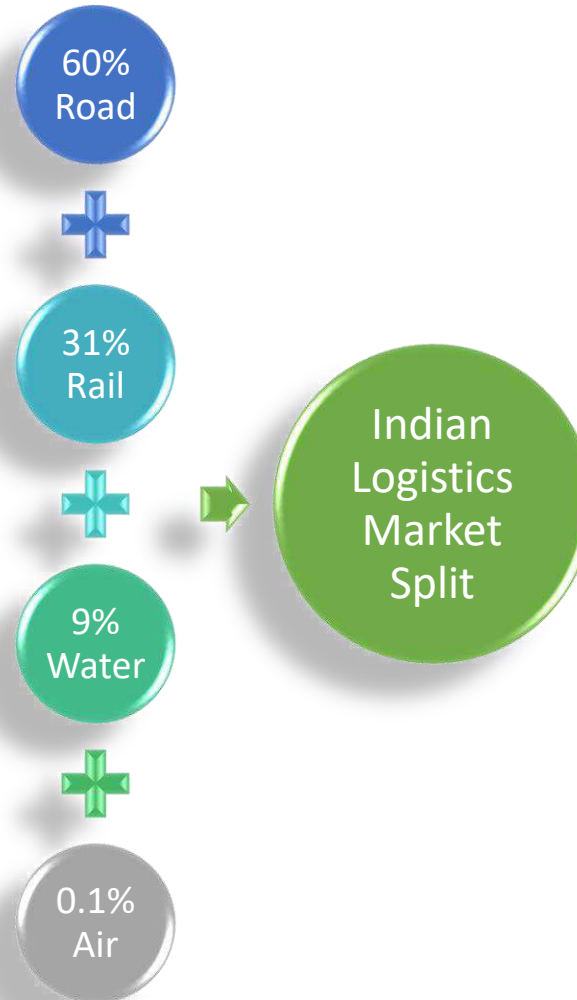 60%
Road
31%
Rail
9%
Water
0.1%
Air
Indian
Logistics
Market
Split